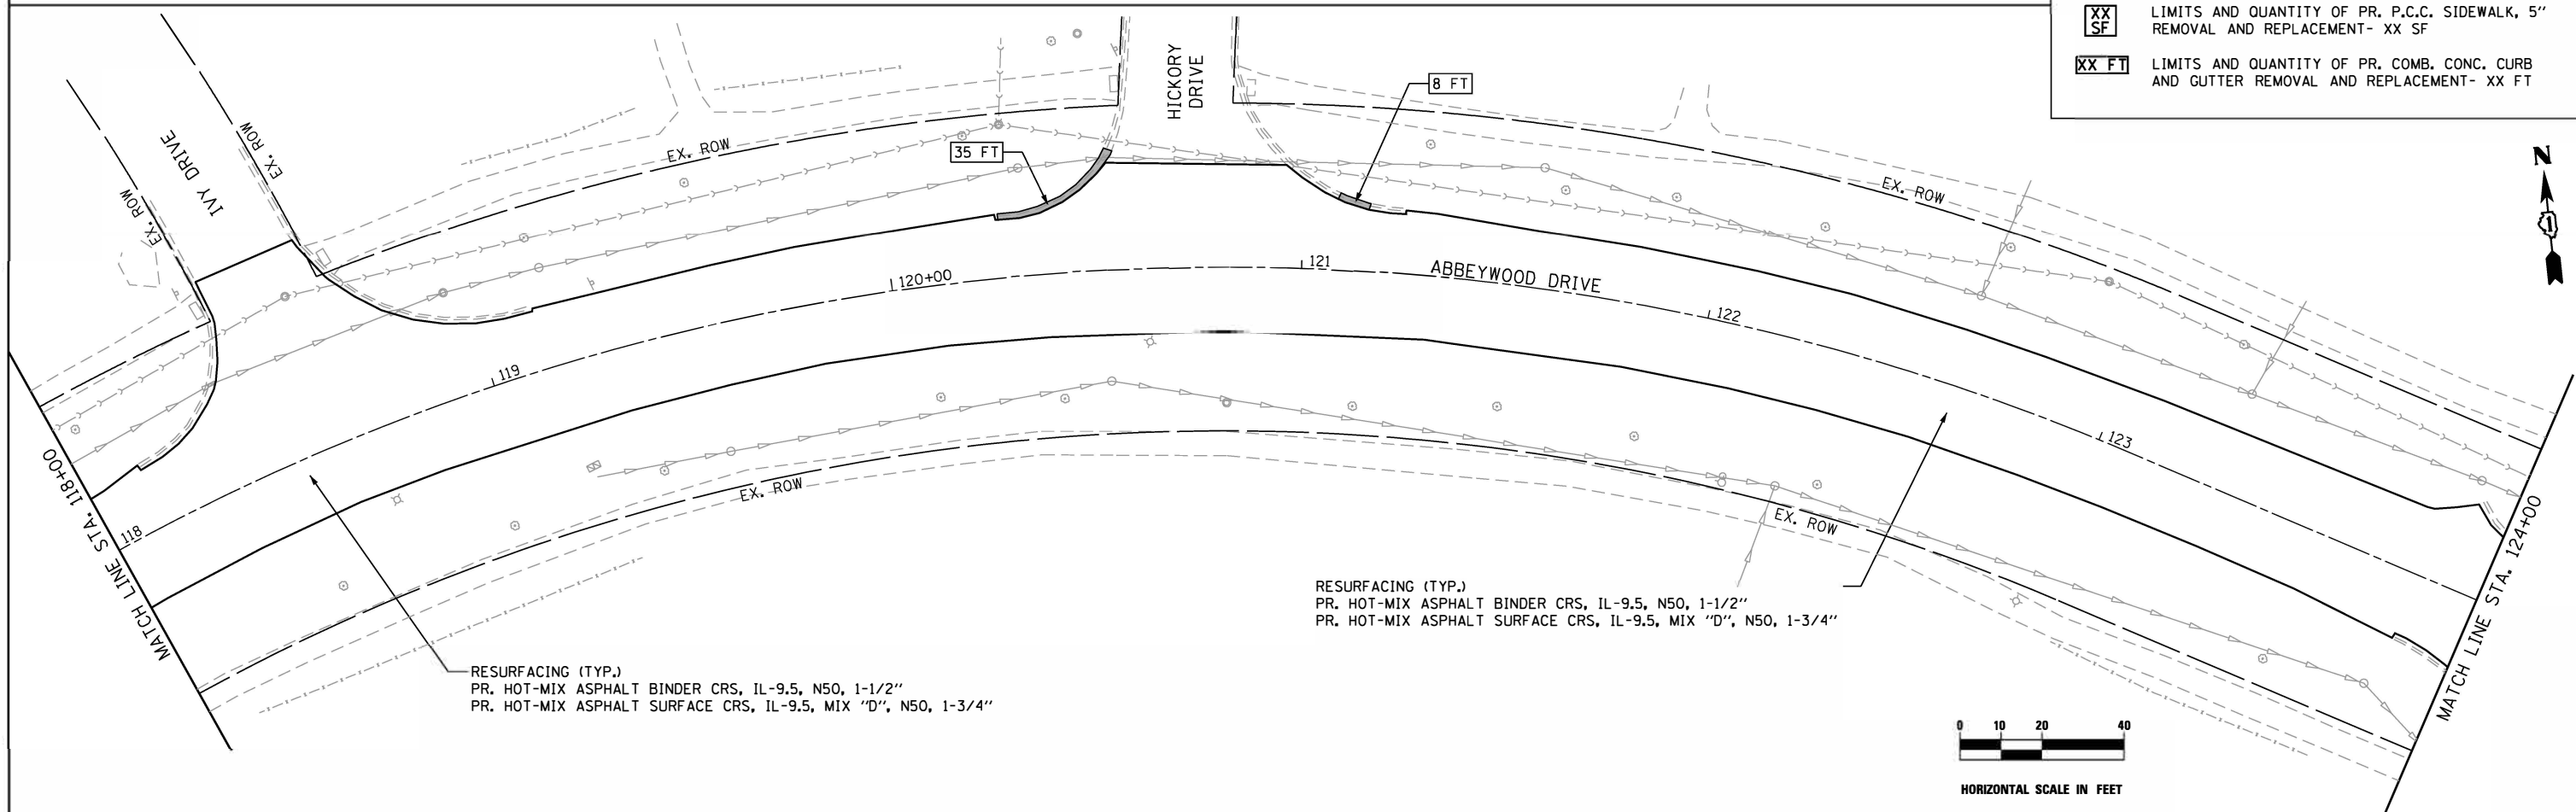 XX
SF
LIMITS AND QUANTITY OF PR. P.C.C. SIDEWALK, 5"
REMOVAL AND REPLACEMENT- XX SF
XX FT
LIMITS AND QUANTITY OF PR. COMB. CONC. CURB
AND GUTTER REMOVAL AND REPLACEMENT- XX FT
N
1
HICKORY
DRIVE
8 FT
35 FT
IVY DRIVE
EX. ROW
EX. ROW
EX. ROW
EX. ROW
118
119
120+00
121
ABBEYWOOD DRIVE
122
123
EX. ROW
EX. ROW
MATCH LINE STA. 118+00
MATCH LINE STA. 124+00
RESURFACING (TYP.)
PR. HOT-MIX ASPHALT BINDER CRS, IL-9.5, N50, 1-1/2"
PR. HOT-MIX ASPHALT SURFACE CRS, IL-9.5, MIX "D", N50, 1-3/4"
RESURFACING (TYP.)
PR. HOT-MIX ASPHALT BINDER CRS, IL-9.5, N50, 1-1/2"
PR. HOT-MIX ASPHALT SURFACE CRS, IL-9.5, MIX "D", N50, 1-3/4"
0 10 20 40
HORIZONTAL SCALE IN FEET